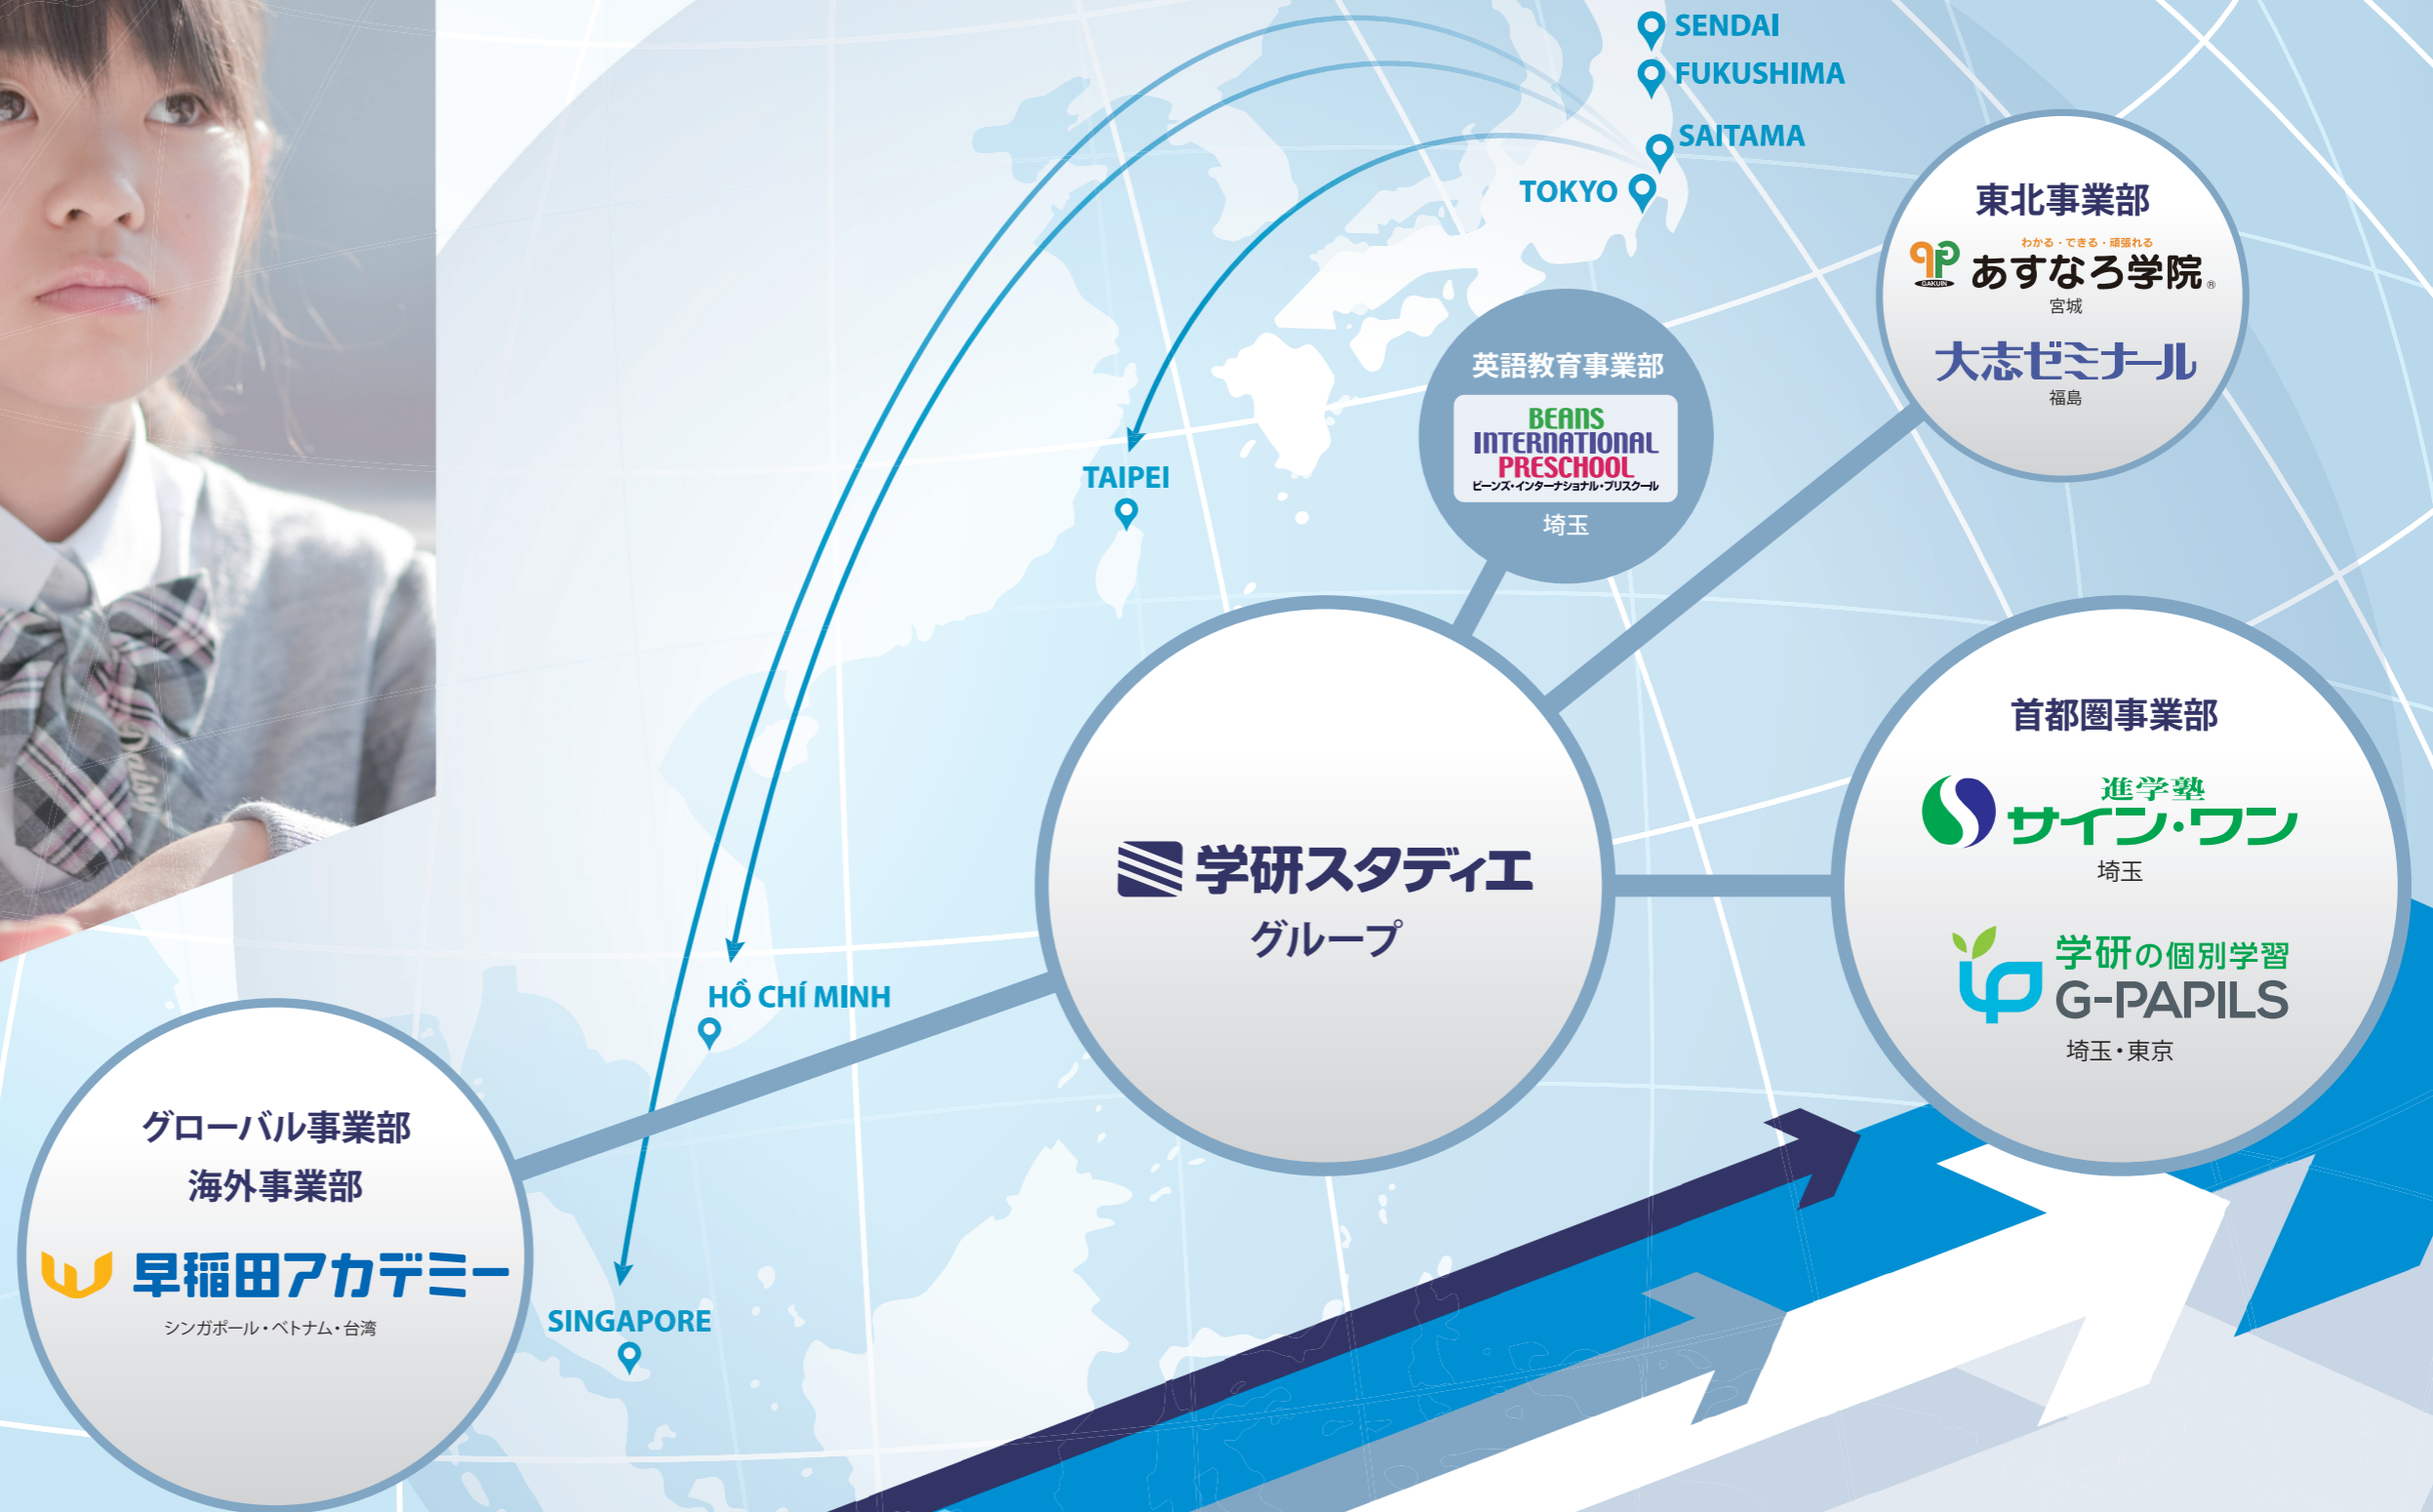 SENDAI
FUKUSHIMA
SAITAMA
TOKYO
TAIPEI
HỒ CHÍ MINH
SINGAPORE
東北事業部
わかる・できる・頑張れる
GAKUIN
あすなろ学院®
宮城
大志ゼミナール
福島
英語教育事業部
BEANS
INTERNATIONAL
PRESCHOOL
ビーンズ・インターナショナル・プリスクール
埼玉
学研スタディエ
グループ
首都圏事業部
進学塾
サイン・ワン
埼玉
学研の個別学習
G-PAPILS
埼玉・東京
グローバル事業部
海外事業部
早稲田アカデミー
シンガポール・ベトナム・台湾